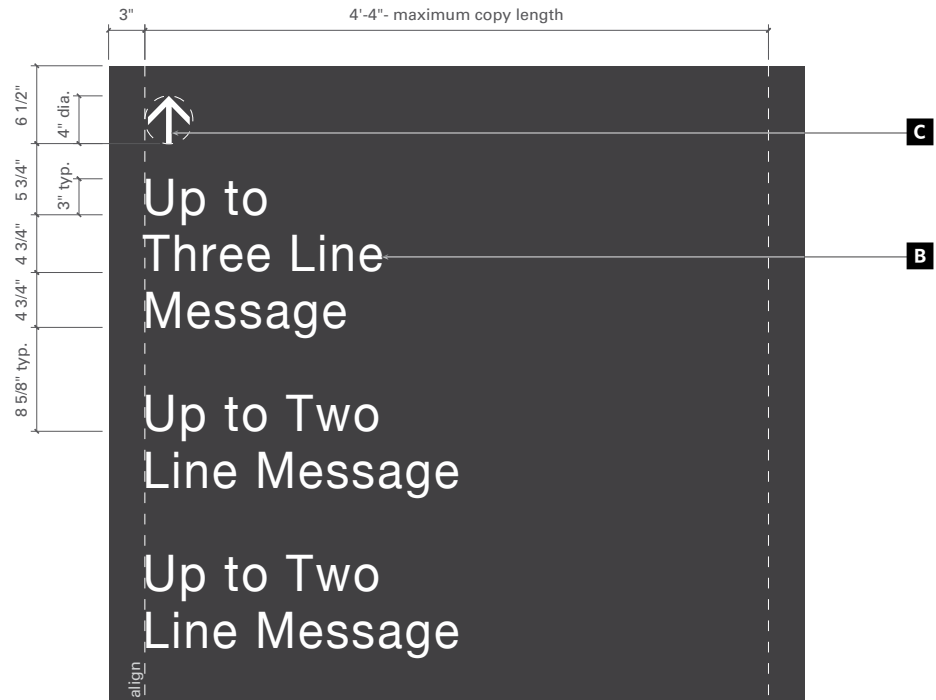 3" 4'-4"- maximum copy length
6 1/2"
4" dia.
C
5 3/4"
3" typ.
Up to
4 3/4"
Three Line
B
4 3/4"
Message
8 5/8" typ.
Up to Two
Line Message
Up to Two
Line Message
align